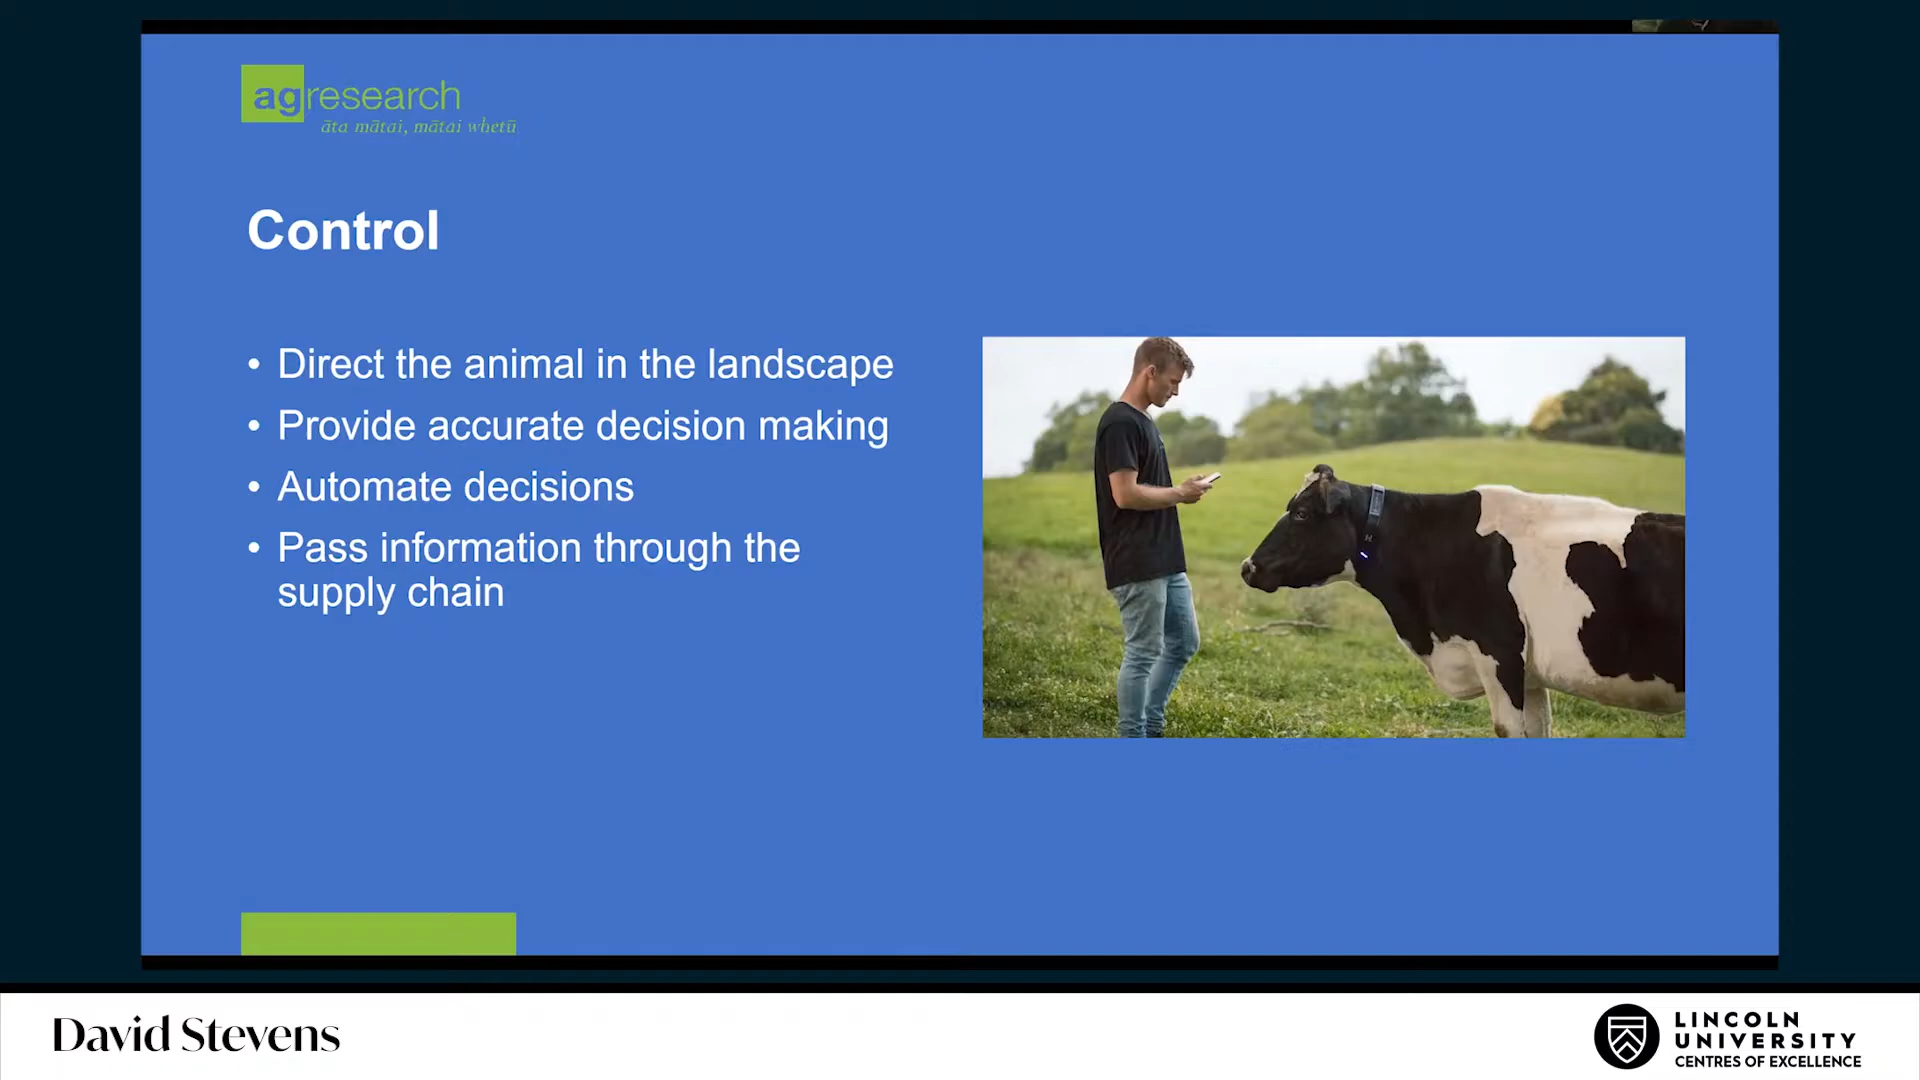 agresearch
āta mātai, mātai whetū
Control
• Direct the animal in the landscape
• Provide accurate decision making
• Automate decisions
• Pass information through the
supply chain
David Stevens
LINCOLN
UNIVERSITY
CENTRES OF EXCELLENCE